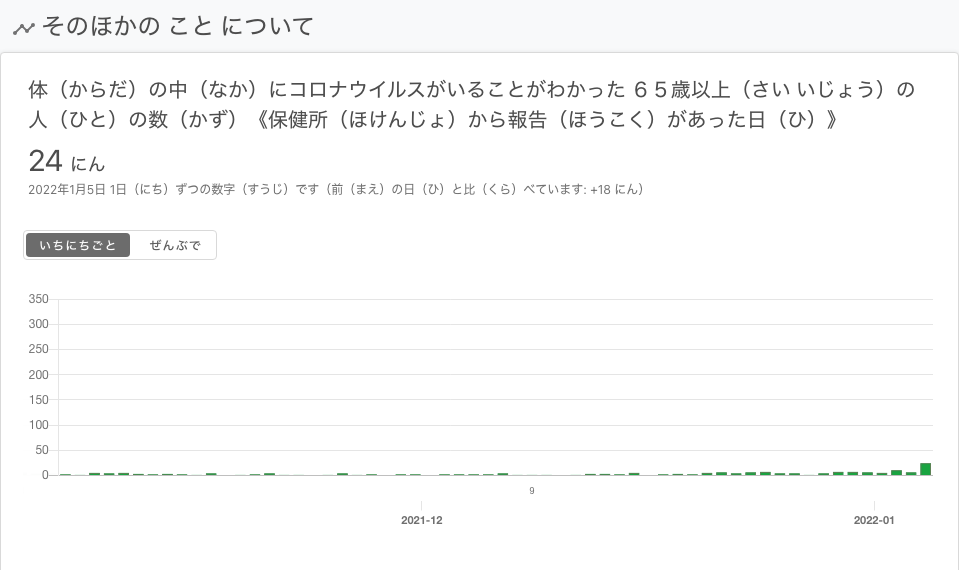 そのほかの こと について
体（からだ）の中（なか）にコロナウイルスがいることがわかった ６５歳以上（さい いじょう）の
人（ひと）の数（かず）《保健所（ほけんじょ）から報告（ほうこく）があった日（ひ）》
24 にん
2022年1月5日 1日（にち）ずつの数字（すうじ）です（前（まえ）の日（ひ）と比（くら）べています: +18 にん）
いちにちごと ぜんぶで
350
300
250
200
150
100
50
0
9
2021-12 2022-01